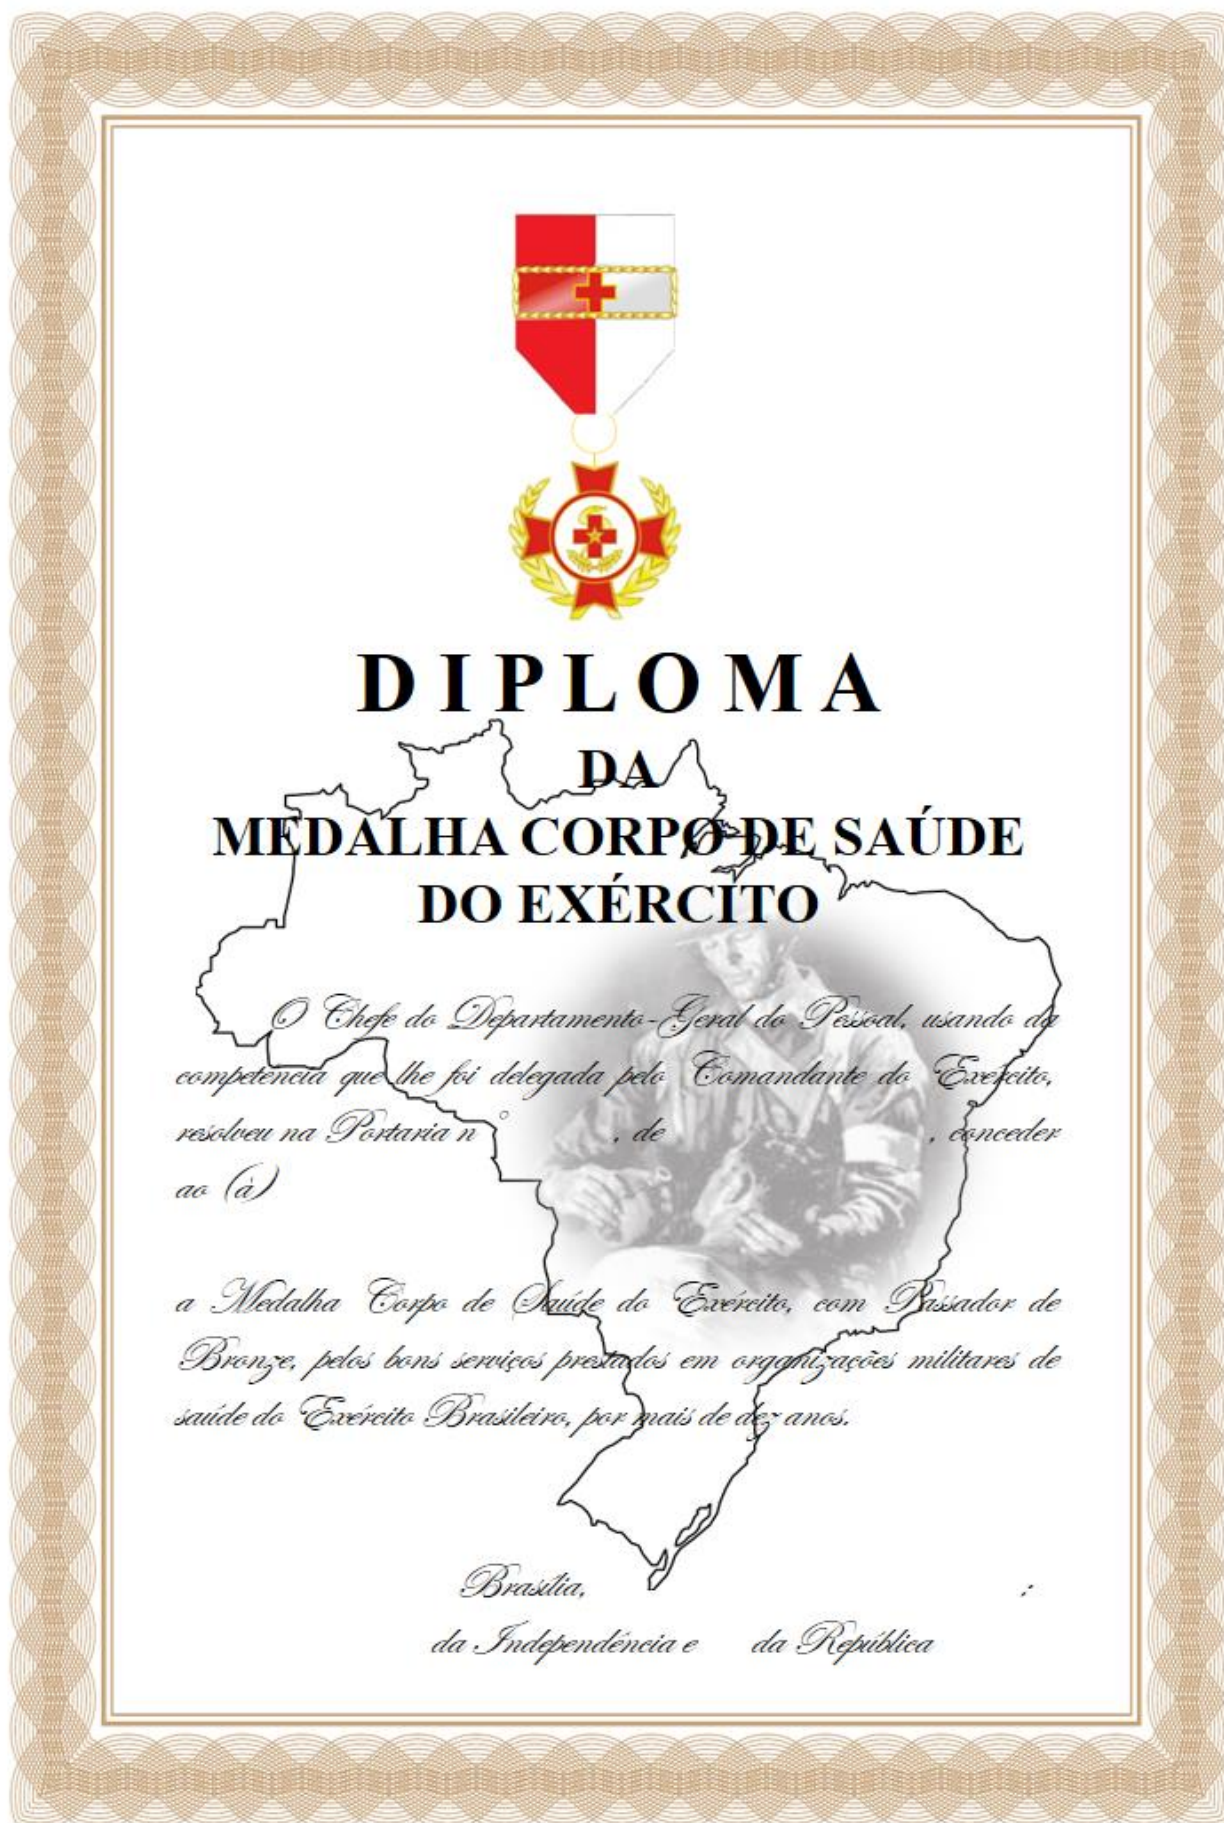 DIPLOMA
DA
MEDALHA CORPO DE SAÚDE
DO EXÉRCITO
O Chefe do Departamento-Geral do Pessoal, usando da
competência que lhe foi delegada pelo Comandante do Exército,
resolveu na Portaria n° , de , conceder
ao (à)
a Medalha Corpo de Saúde do Exército, com Passador de
Bronze, pelos bons serviços prestados em organizações militares de
saúde do Exército Brasileiro, por mais de dez anos.
Brasília, ;
da Independência e da República